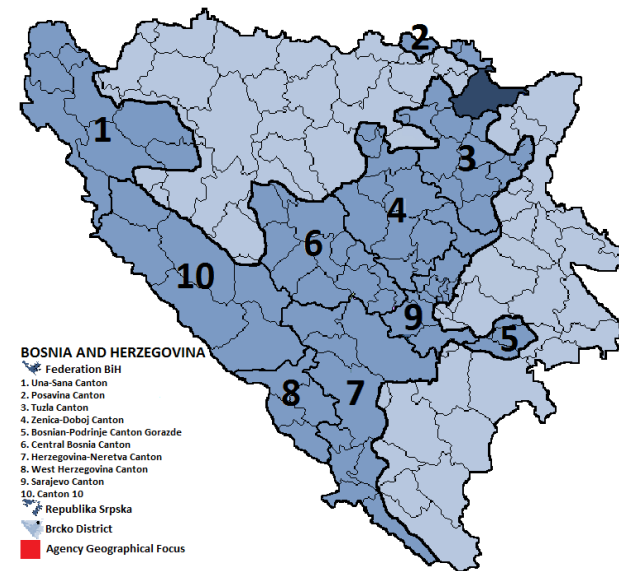 2
1
3
4
6
10
9
5
8
7
BOSNIA AND HERZEGOVINA
Federation BiH
1. Una-Sana Canton
2. Posavina Canton
3. Tuzla Canton
4. Zenica-Doboj Canton
5. Bosnian-Podrinje Canton Gorazde
6. Central Bosnia Canton
7. Herzegovina-Neretva Canton
8. West Herzegovina Canton
9. Sarajevo Canton
10. Canton 10
Republika Srpska
Brcko District
Agency Geographical Focus